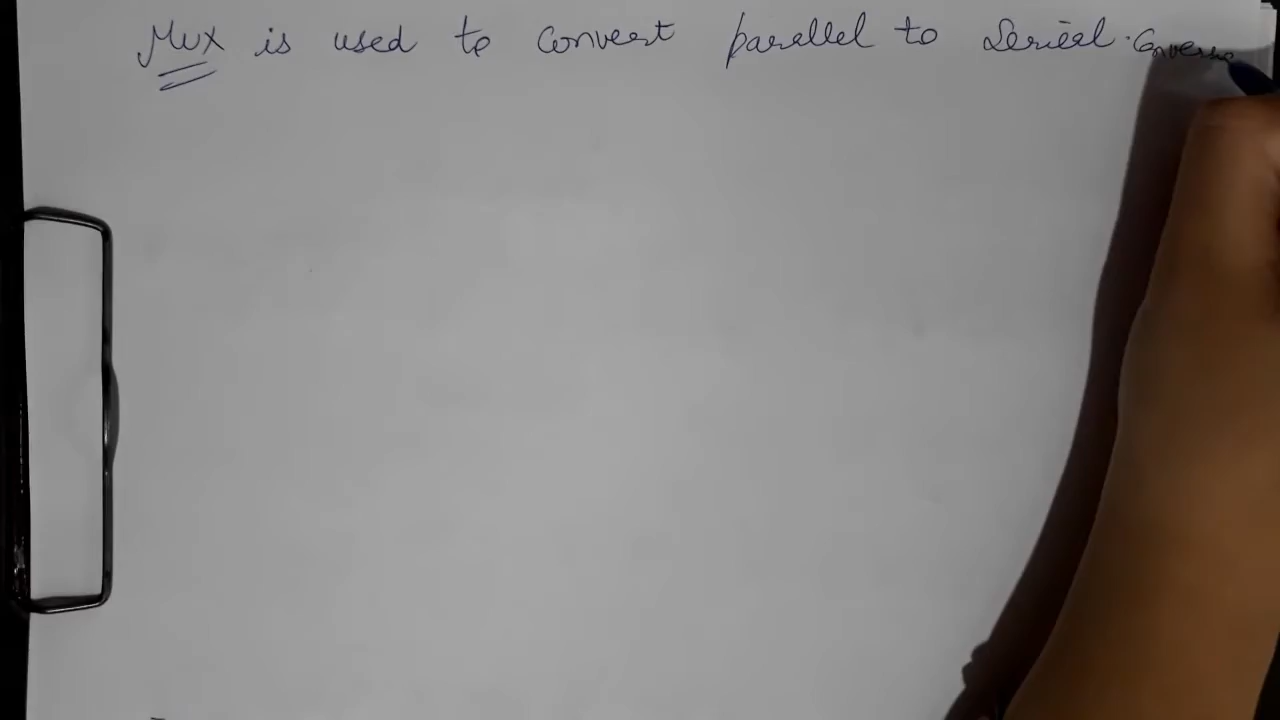 Mux is used to convert parallel to Serial.